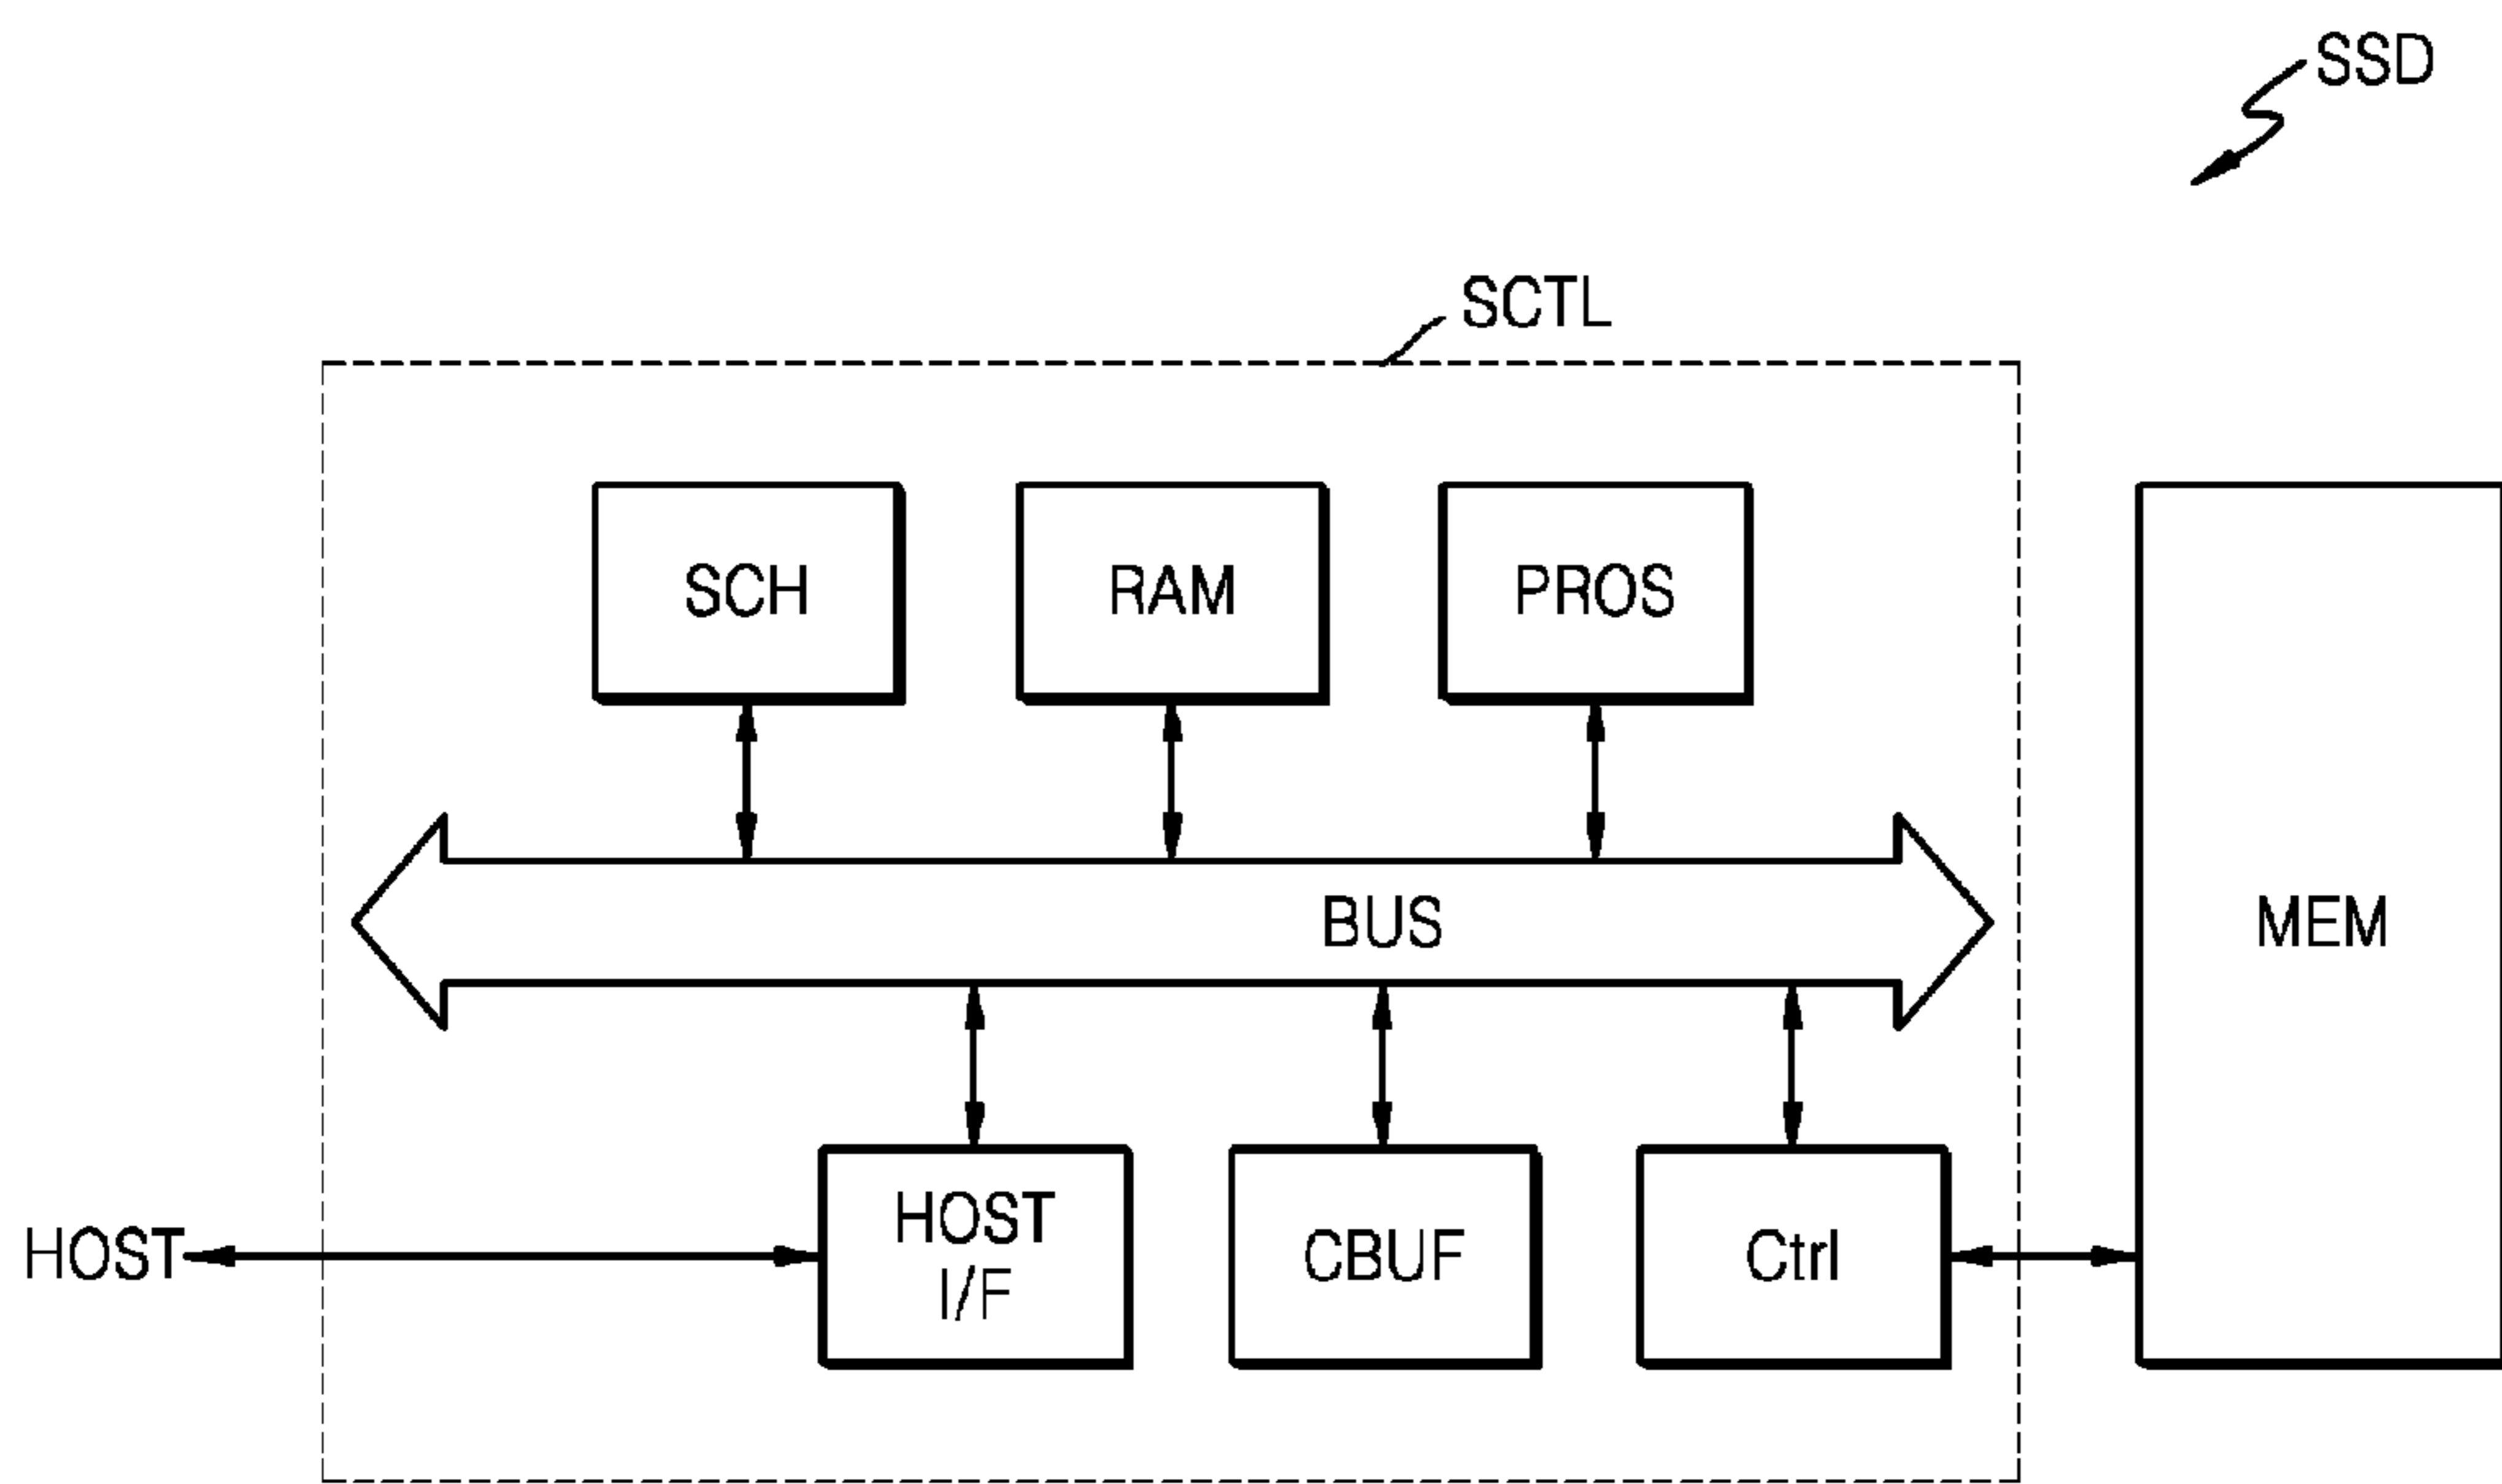 SSD
SCTL
SCH
RAM
PROS
BUS
MEM
HOST
HOST
I/F
CBUF
Ctrl